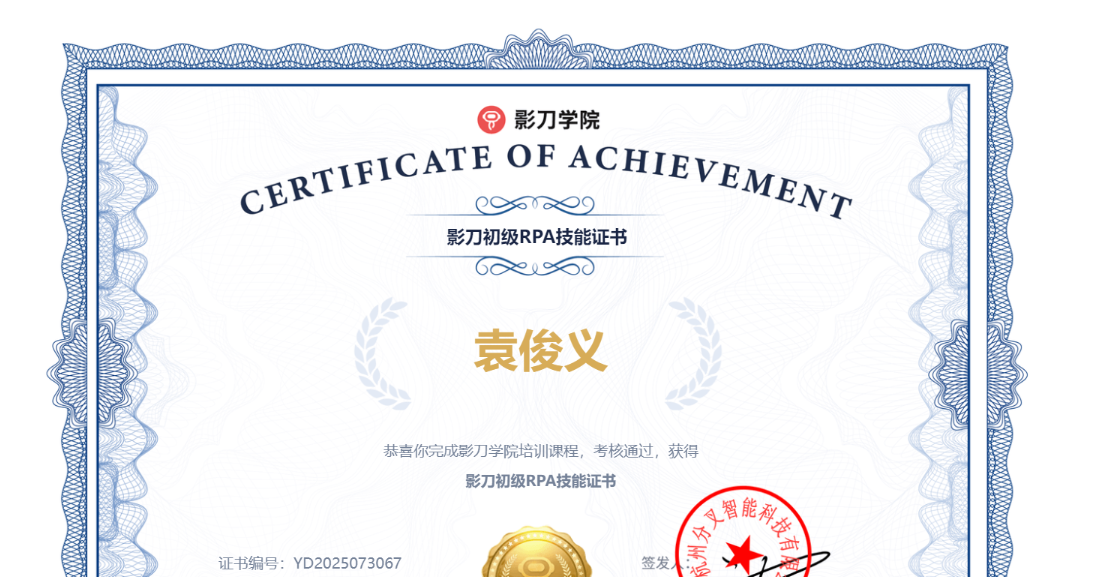 影刀学院
CERTIFICATE OF ACHIEVEMENT
影刀初级RPA技能证书
袁俊义
恭喜你完成影刀学院培训课程，考核通过，获得
影刀初级RPA技能证书
证书编号：YD2025073067
签发人：
杭州分叉智能科技有限